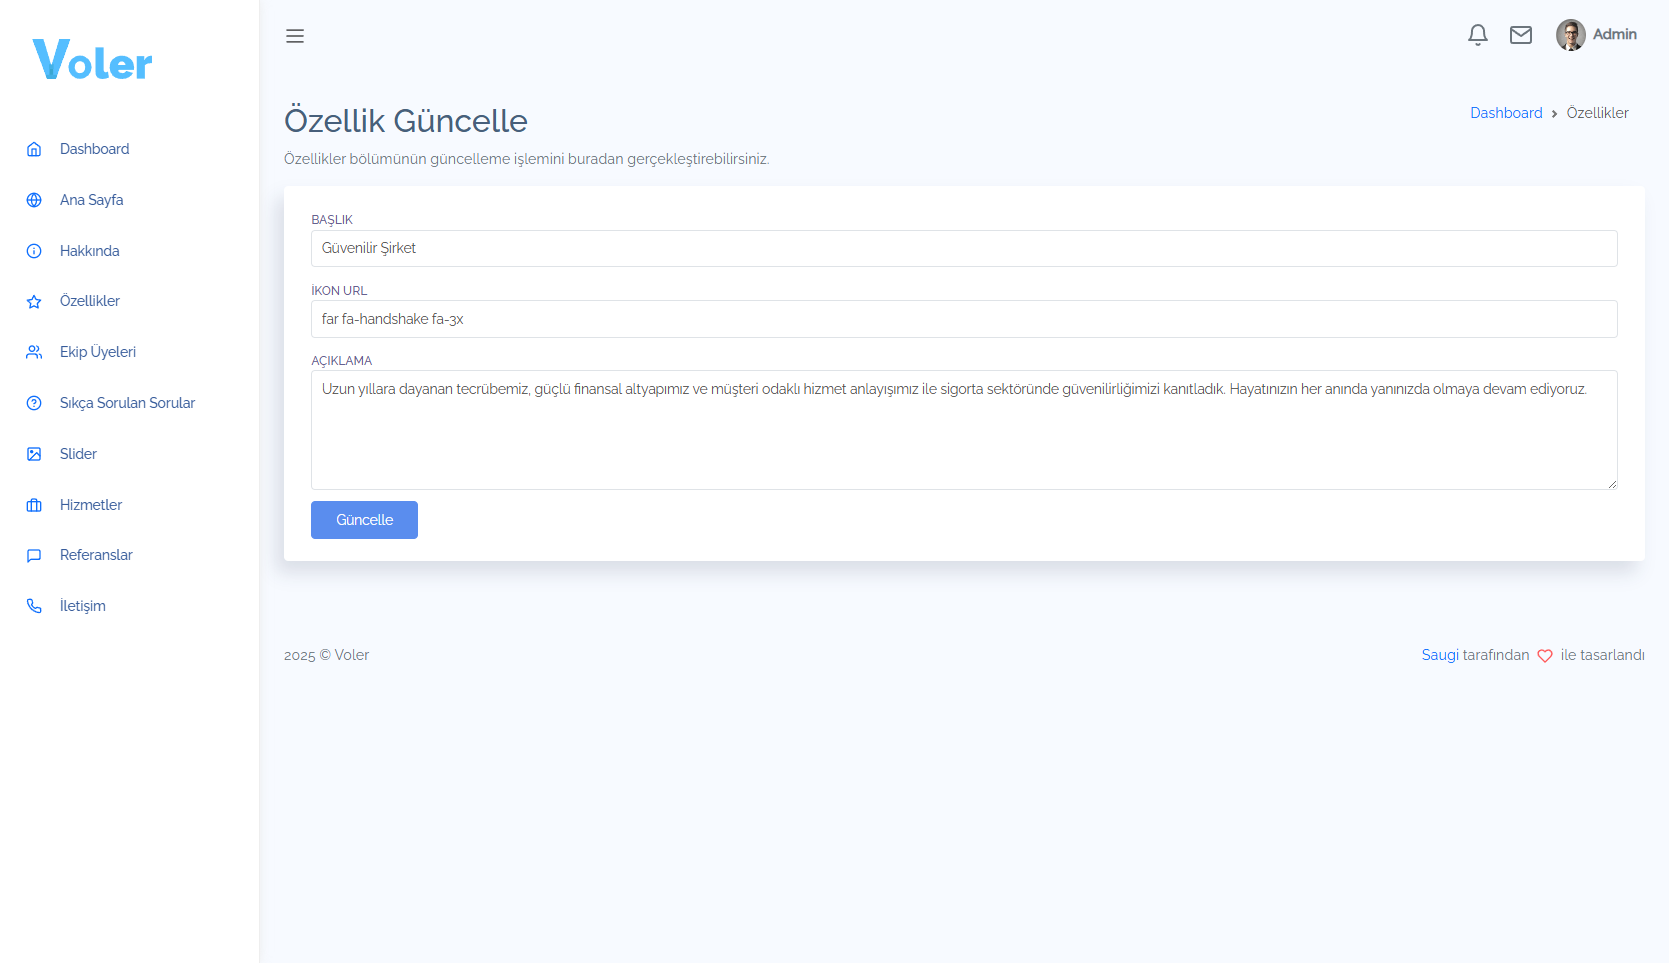 Voler
Admin
Dashboard
Ana Sayfa
Hakkında
Özellikler
Ekip Üyeleri
Sıkça Sorulan Sorular
Slider
Hizmetler
Referanslar
İletişim
Özellik Güncelle
Dashboard › Özellikler
Özellikler bölümünün güncelleme işlemini buradan gerçekleştirebilirsiniz.
BAŞLIK
Güvenilir Şirket
İKON URL
far fa-handshake fa-3x
AÇIKLAMA
Uzun yıllara dayanan tecrübemiz, güçlü finansal altyapımız ve müşteri odaklı hizmet anlayışımız ile sigorta sektöründe güvenilirliğimizi kanıtladık. Hayatınızın her anında yanınızda olmaya devam ediyoruz.
Güncelle
2025 © Voler
Saugi tarafından ♡ ile tasarlandı